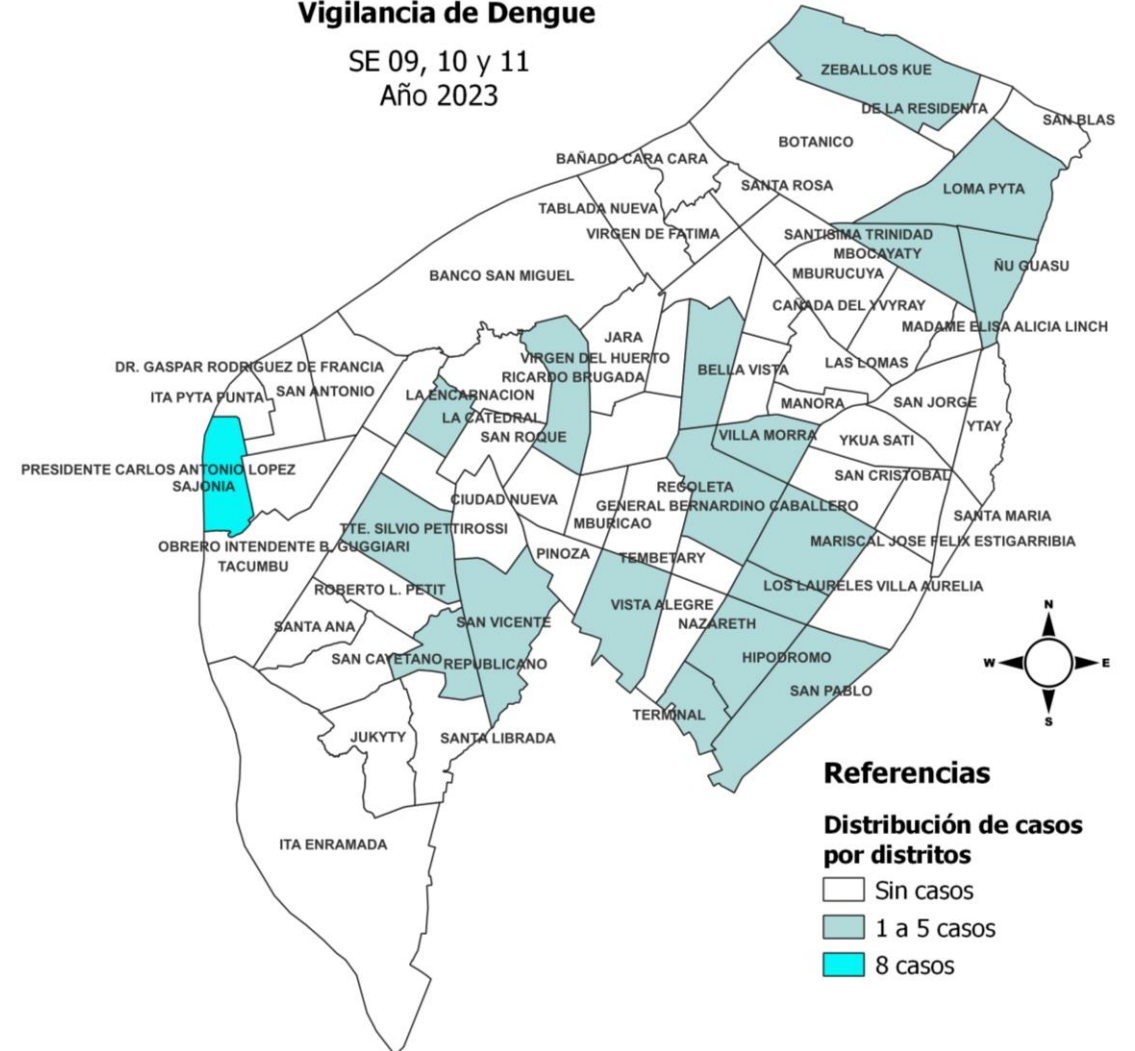 Vigilancia de Dengue
SE 09, 10 y 11
Año 2023
ZEBALLOS KUE
DE LA RESIDENTA
SAN BLAS
BOTANICO
BAÑADO CARA CARA
SANTA ROSA
LOMA PYTA
TABLADA NUEVA
VIRGEN DE FATIMA
SANTISIMA TRINIDAD
MBOCAYATY
ÑU GUASU
MBURUCUYA
BANCO SAN MIGUEL
CAÑADA DEL YVYRAY
MADAME ELISA ALICIA LINCH
JARA
VIRGEN DEL HUERTO
LAS LOMAS
DR. GASPAR RODRIGUEZ DE FRANCIA
BELLA VISTA
RICARDO BRUGADA
ITA PYTA PUNTA
SAN ANTONIO
LA ENCARNACION
MANORA
SAN JORGE
LA CATEDRAL
YTAY
SAN ROQUE
VILLA MORRA
YKUA SATI
PRESIDENTE CARLOS ANTONIO LOPEZ
SAJONIA
SAN CRISTOBAL
RECOLETA
CIUDAD NUEVA
GENERAL BERNARDINO CABALLERO
SANTA MARIA
MBURICAO
TTE. SILVIO PETTIROSSI
MARISCAL JOSE FELIX ESTIGARRIBIA
OBRERO INTENDENTE B. GUGGIARI
PINOZA
TEMBETARY
TACUMBU
LOS LAURELES
VILLA AURELIA
ROBERTO L. PETIT
VISTA ALEGRE
SANTA ANA
SAN VICENTE
NAZARETH
SAN CAYETANO
REPUBLICANO
HIPODROMO
SAN PABLO
TERMINAL
JUKYTY
SANTA LIBRADA
ITA ENRAMADA
N
W
E
S
Referencias
Distribución de casos
por distritos
Sin casos
1 a 5 casos
8 casos